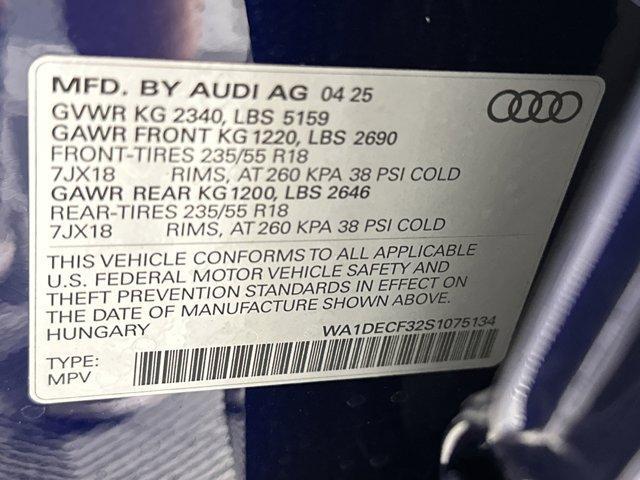 MFD. BY AUDI AG 04 25
GVWR KG 2340, LBS 5159
GAWR FRONT KG 1220, LBS 2690
FRONT-TIRES 235/55 R18
7JX18 RIMS, AT 260 KPA 38 PSI COLD
GAWR REAR KG 1200, LBS 2646
REAR-TIRES 235/55 R18
7JX18 RIMS, AT 260 KPA 38 PSI COLD
THIS VEHICLE CONFORMS TO ALL APPLICABLE
U.S. FEDERAL MOTOR VEHICLE SAFETY AND
THEFT PREVENTION STANDARDS IN EFFECT ON
THE DATE OF MANUFACTURE SHOWN ABOVE.
HUNGARY WA1DECF32S1075134
TYPE:
MPV